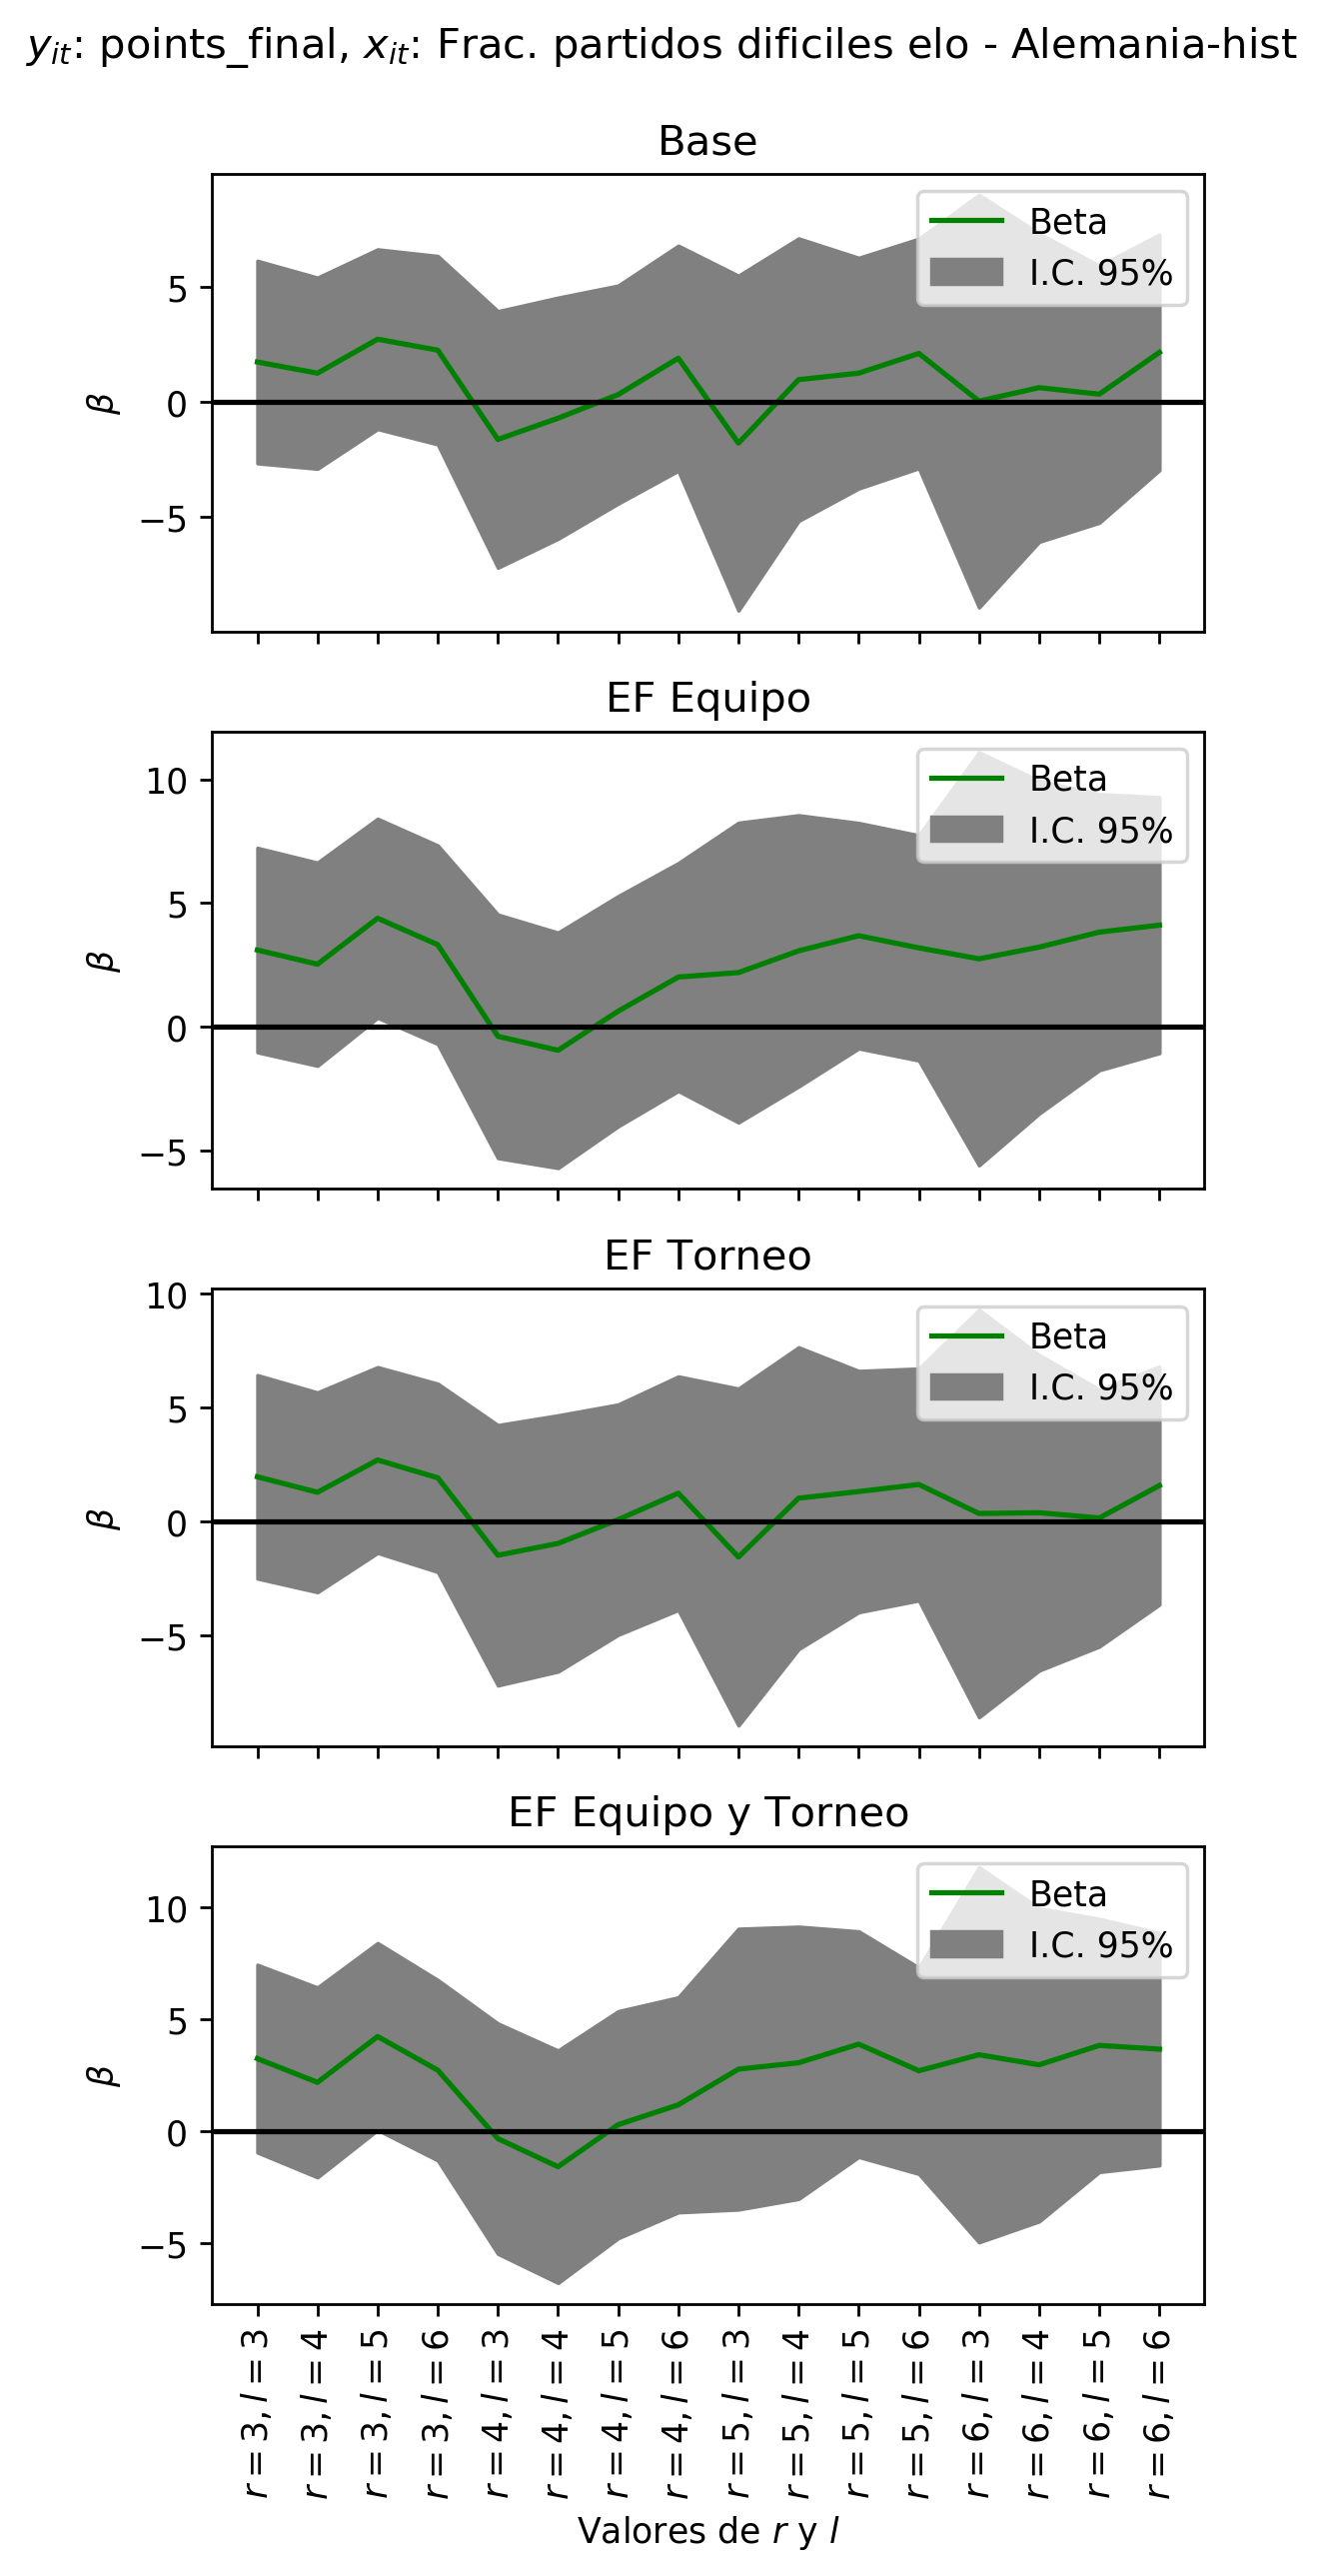 y_it: points_final, x_it: Frac. partidos dificiles elo - Alemania-hist
Base
Beta
I.C. 95%
5
0
−5
β
EF Equipo
Beta
I.C. 95%
10
5
0
−5
β
EF Torneo
Beta
I.C. 95%
10
5
0
−5
β
EF Equipo y Torneo
Beta
I.C. 95%
10
5
0
−5
β
r = 3, l = 3
r = 3, l = 4
r = 3, l = 5
r = 3, l = 6
r = 4, l = 3
r = 4, l = 4
r = 4, l = 5
r = 4, l = 6
r = 5, l = 3
r = 5, l = 4
r = 5, l = 5
r = 5, l = 6
r = 6, l = 3
r = 6, l = 4
r = 6, l = 5
r = 6, l = 6
Valores de r y l